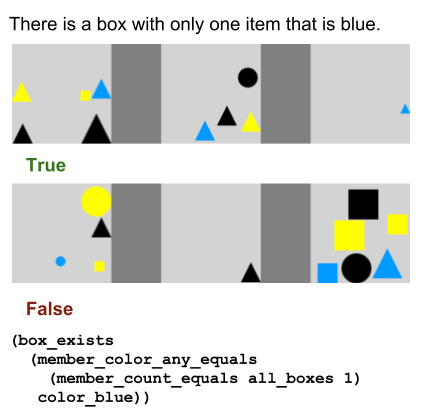 There is a box with only one item that is blue.
True
False
(box_exists
(member_color_any_equals
(member_count_equals all_boxes 1)
color_blue))